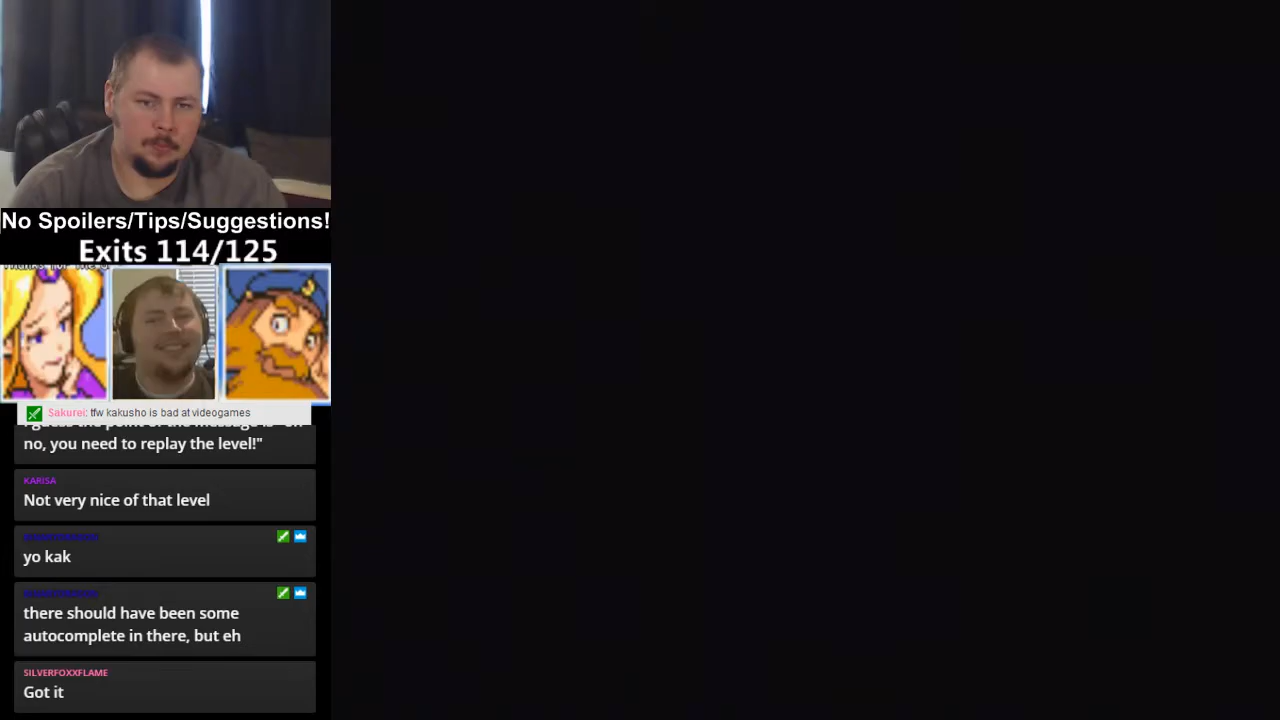 No Spoilers/Tips/Suggestions!
Exits 114/125
Sakurei: tfw kakusho is bad at videogames
no, you need to replay the level!"
KARISA
Not very nice of that level
yo kak
there should have been some
autocomplete in there, but eh
SILVERFOXXFLAME
Got it